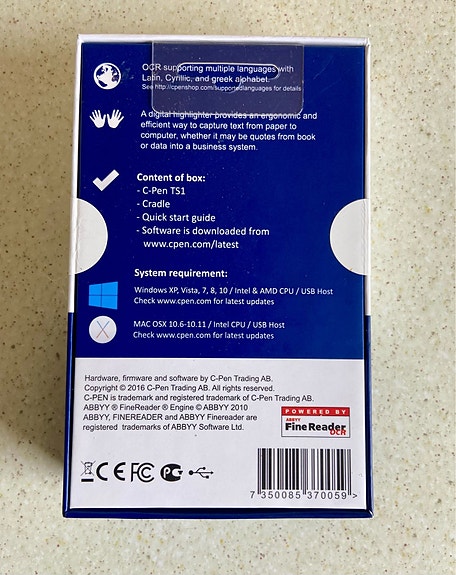 OCR supporting multiple languages with
Latin, Cyrillic, and greek alphabet.
See http://cpenshop.com/supportedlanguages for details
A digital highlighter provides an ergonomic and
efficient way to capture text from paper to
computer, whether it may be quotes from book
or data into a business system.
Content of box:
- C-Pen TS1
- Cradle
- Quick start guide
- Software is downloaded from
www.cpen.com/latest
System requirement:
Windows XP, Vista, 7, 8, 10 / Intel & AMD CPU / USB Host
Check www.cpen.com for latest updates
MAC OSX 10.6-10.11 / Intel CPU / USB Host
Check www.cpen.com for latest updates
Hardware, firmware and software by C-Pen Trading AB.
Copyright © 2016 C-Pen Trading AB. All rights reserved.
C-PEN is trademark and registered trademark of C-Pen Trading AB.
ABBYY ® FineReader ® Engine © ABBYY 2010
ABBYY, FINEREADER and ABBYY Finereader are
registered trademarks of ABBYY Software Ltd.
POWERED BY
ABBYY
FineReader
OCR
CE FC PG
7 350085 370059 >